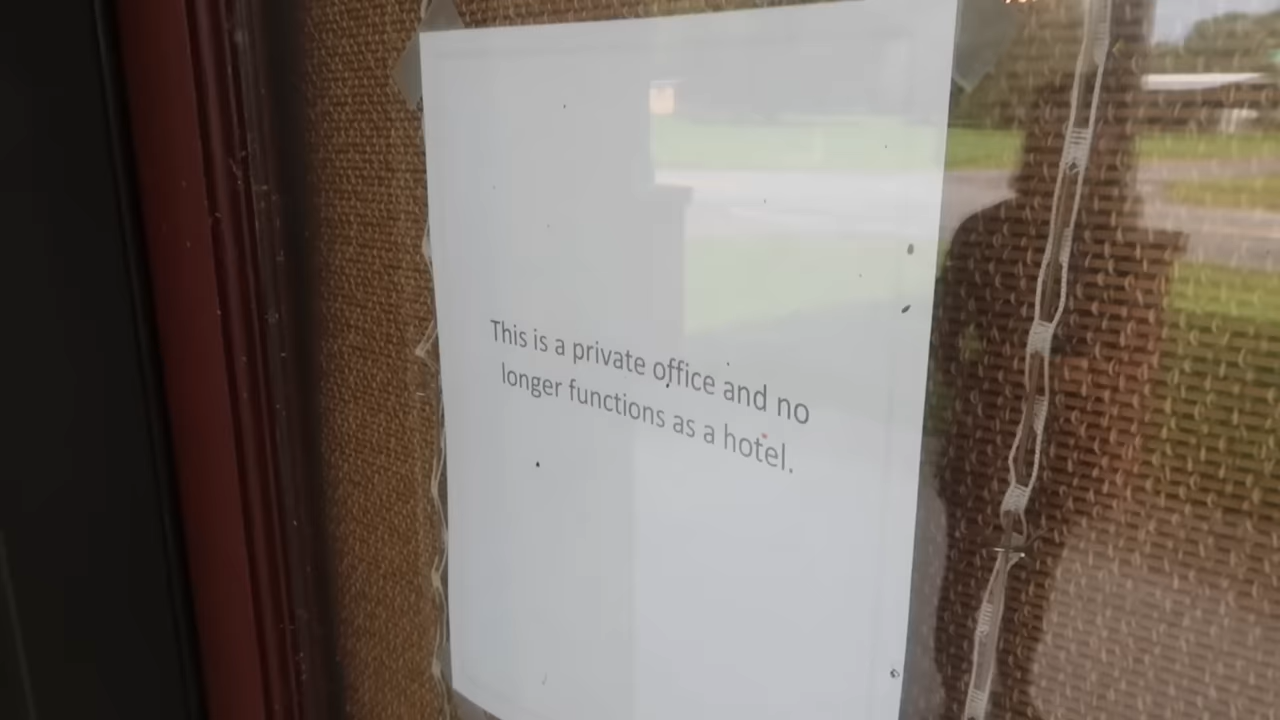 This is a private office and no
longer functions as a hotel.